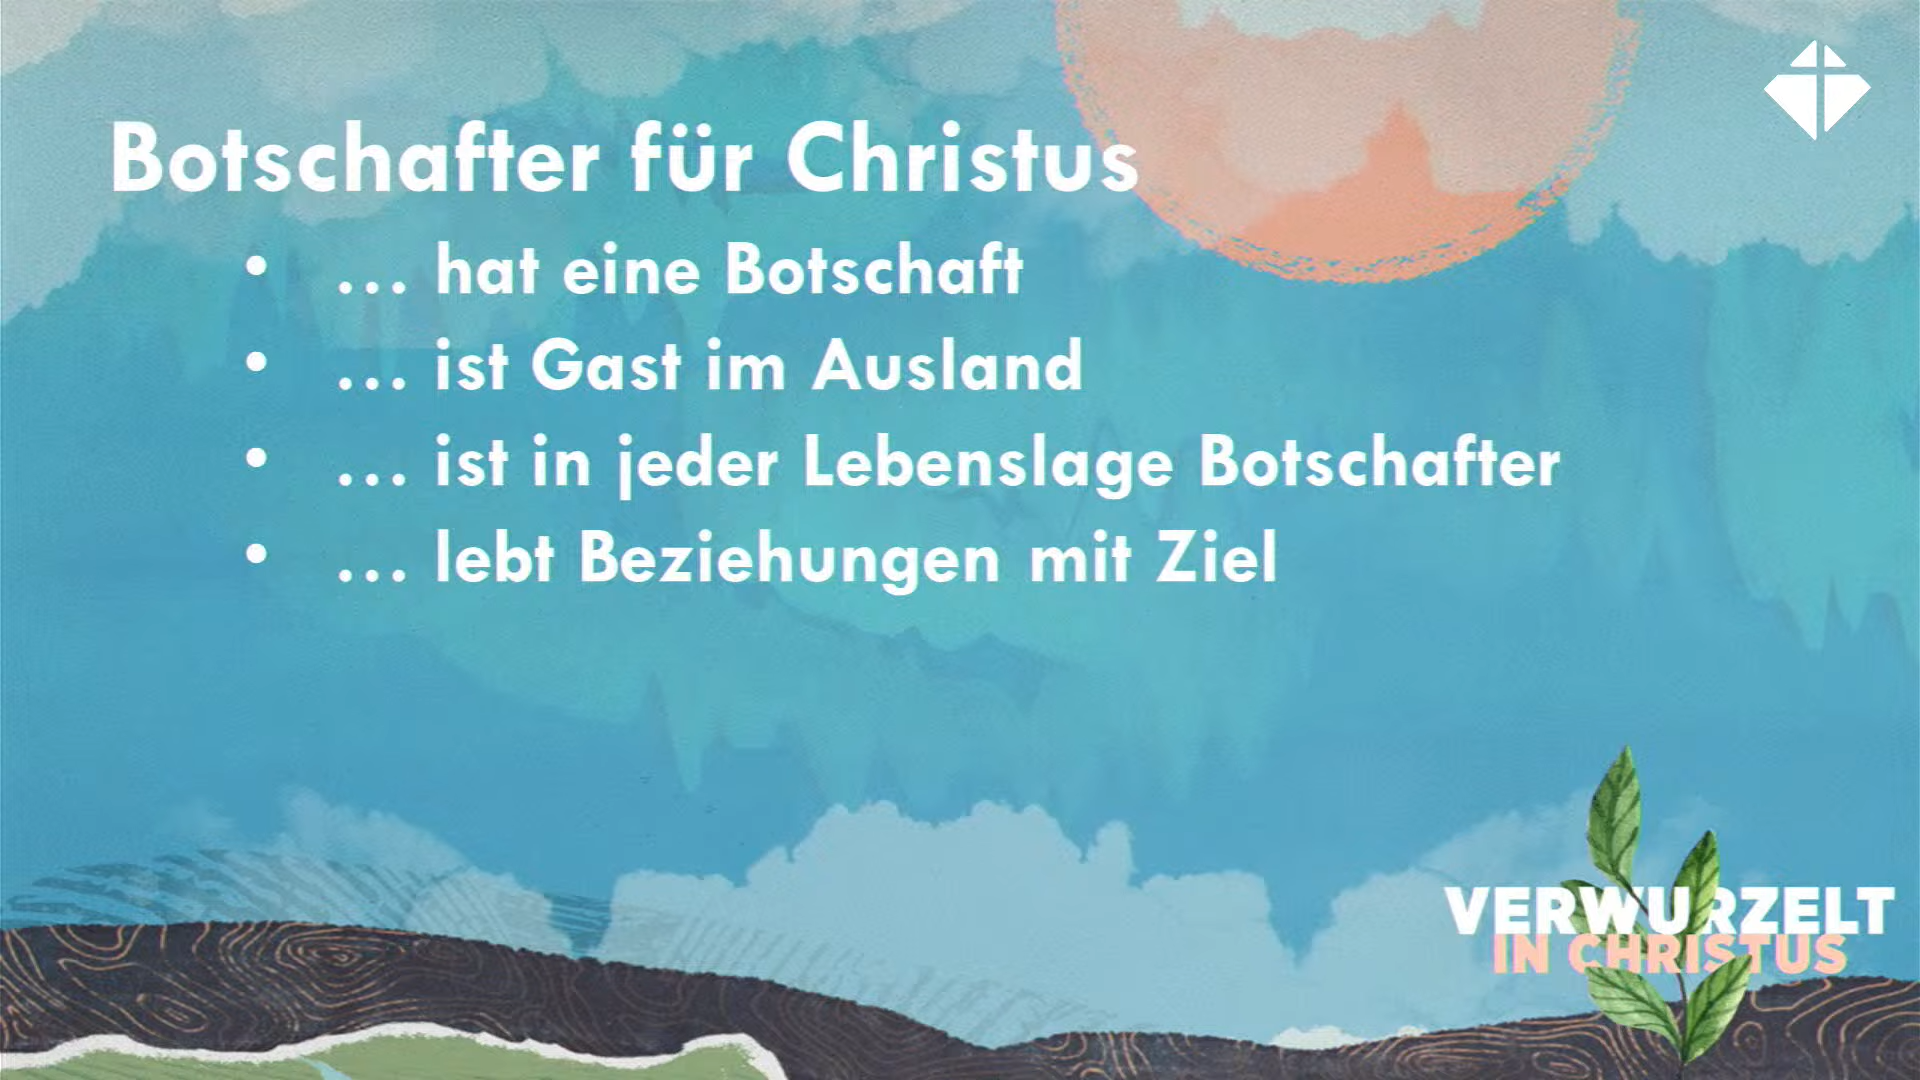 Botschafter für Christus
• … hat eine Botschaft
• … ist Gast im Ausland
• … ist in jeder Lebenslage Botschafter
• … lebt Beziehungen mit Ziel
VERWURZELT
IN CHRISTUS